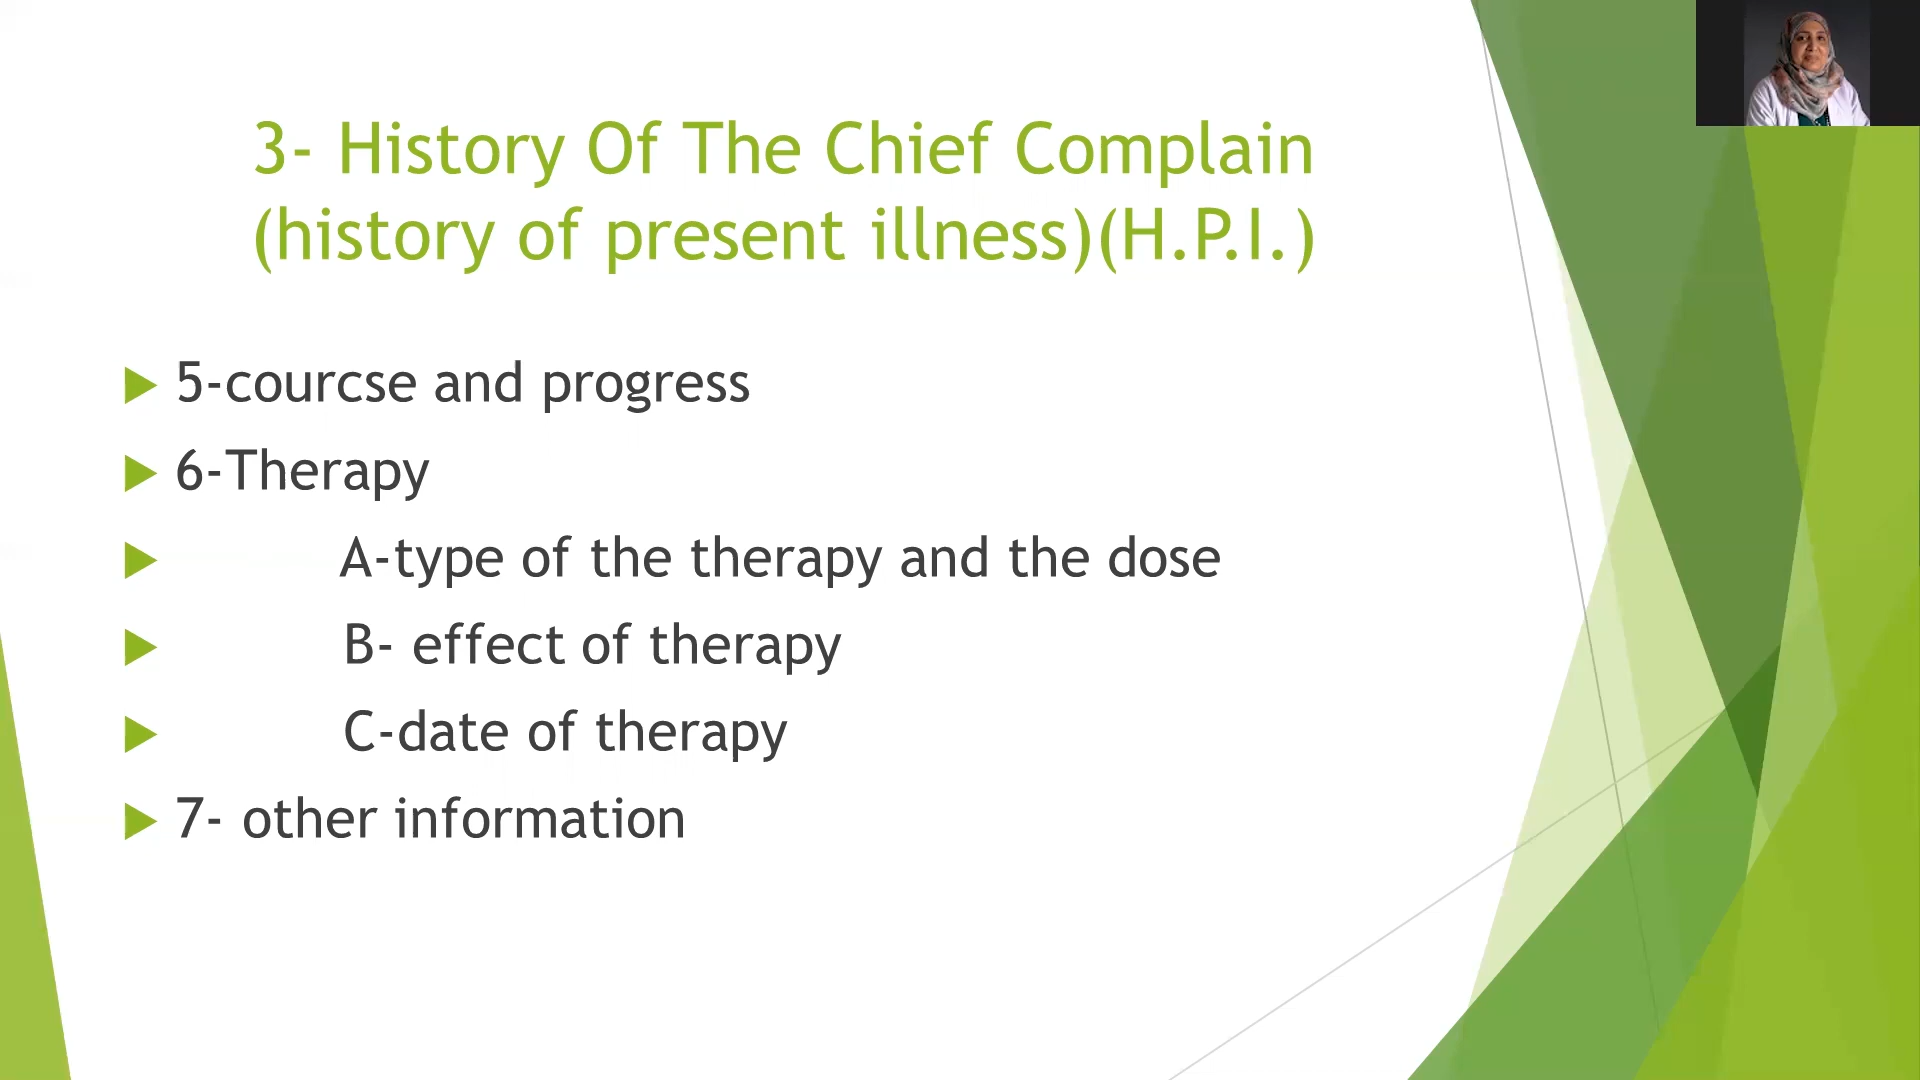 3- History Of The Chief Complain
(history of present illness)(H.P.I.)
5-courcse and progress
6-Therapy
A-type of the therapy and the dose
B- effect of therapy
C-date of therapy
7- other information